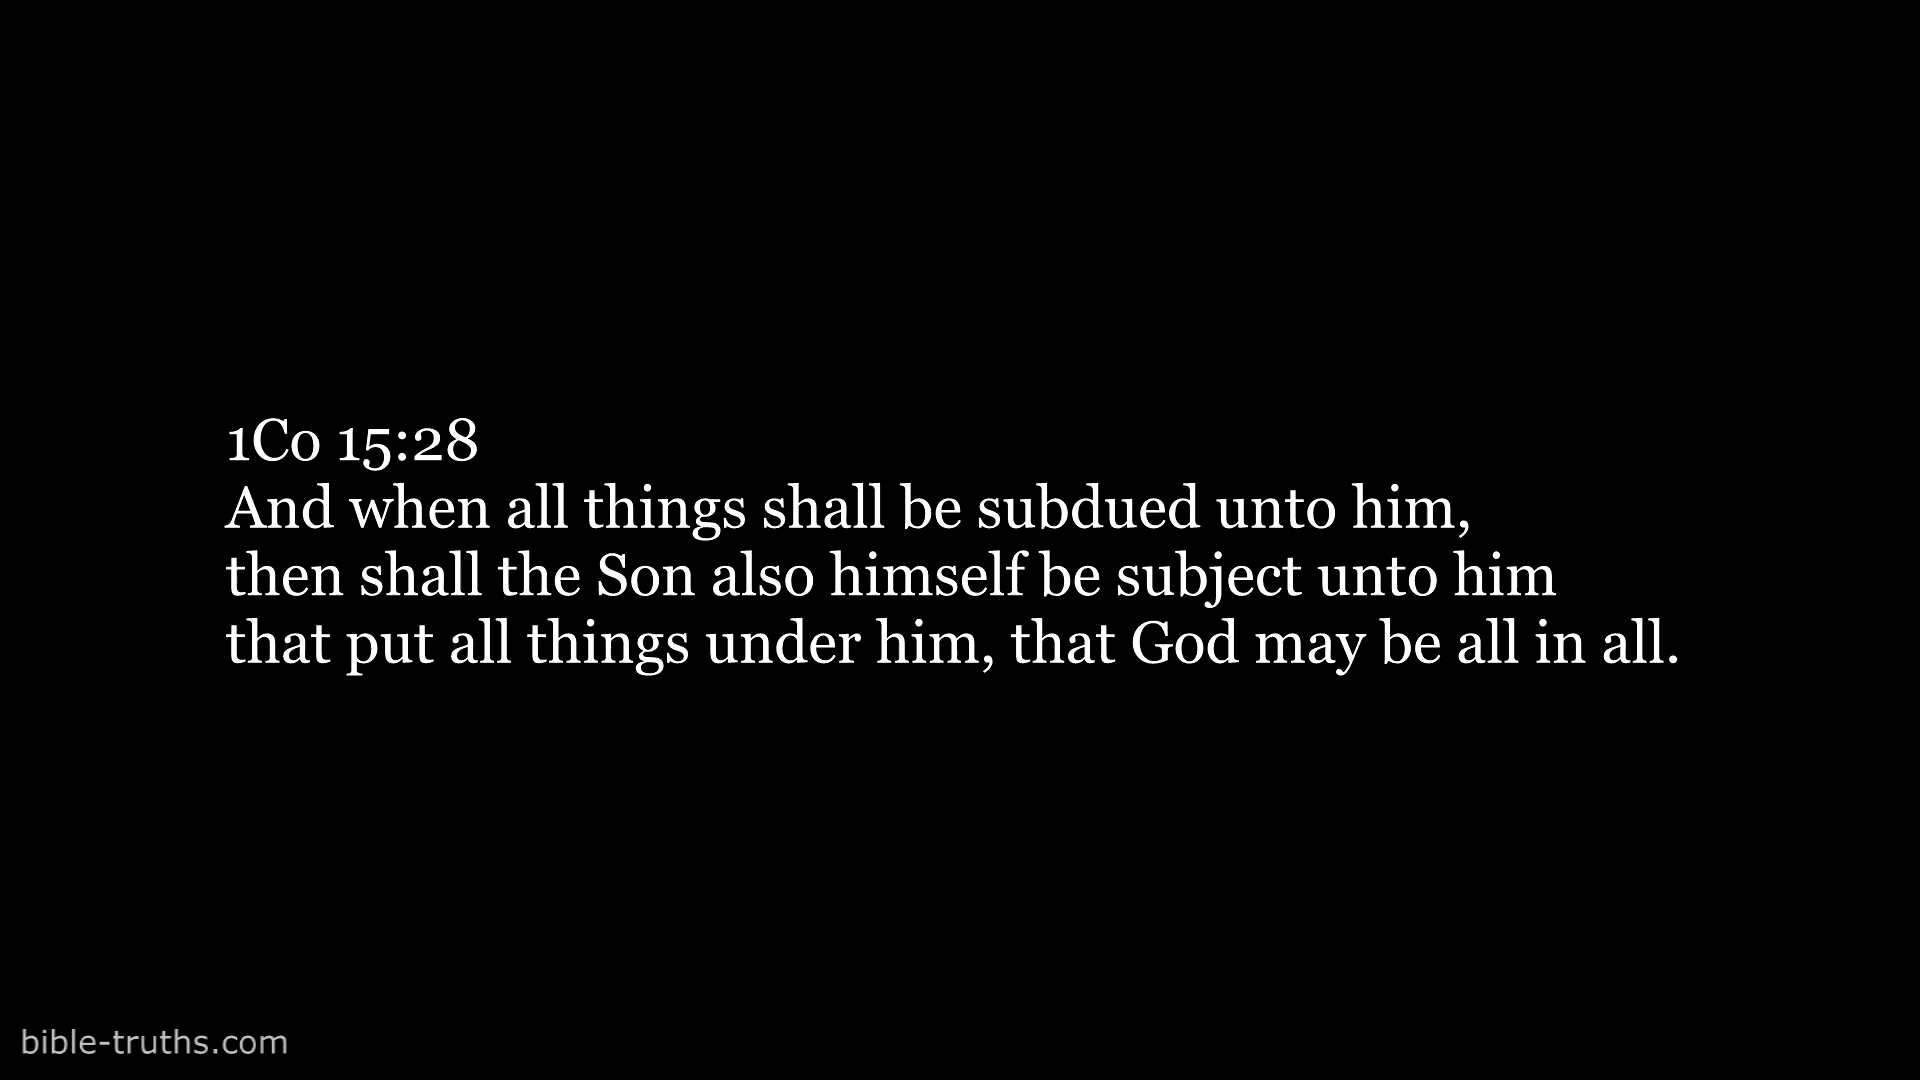 1Co 15:28
And when all things shall be subdued unto him,
then shall the Son also himself be subject unto him
that put all things under him, that God may be all in all.
bible-truths.com